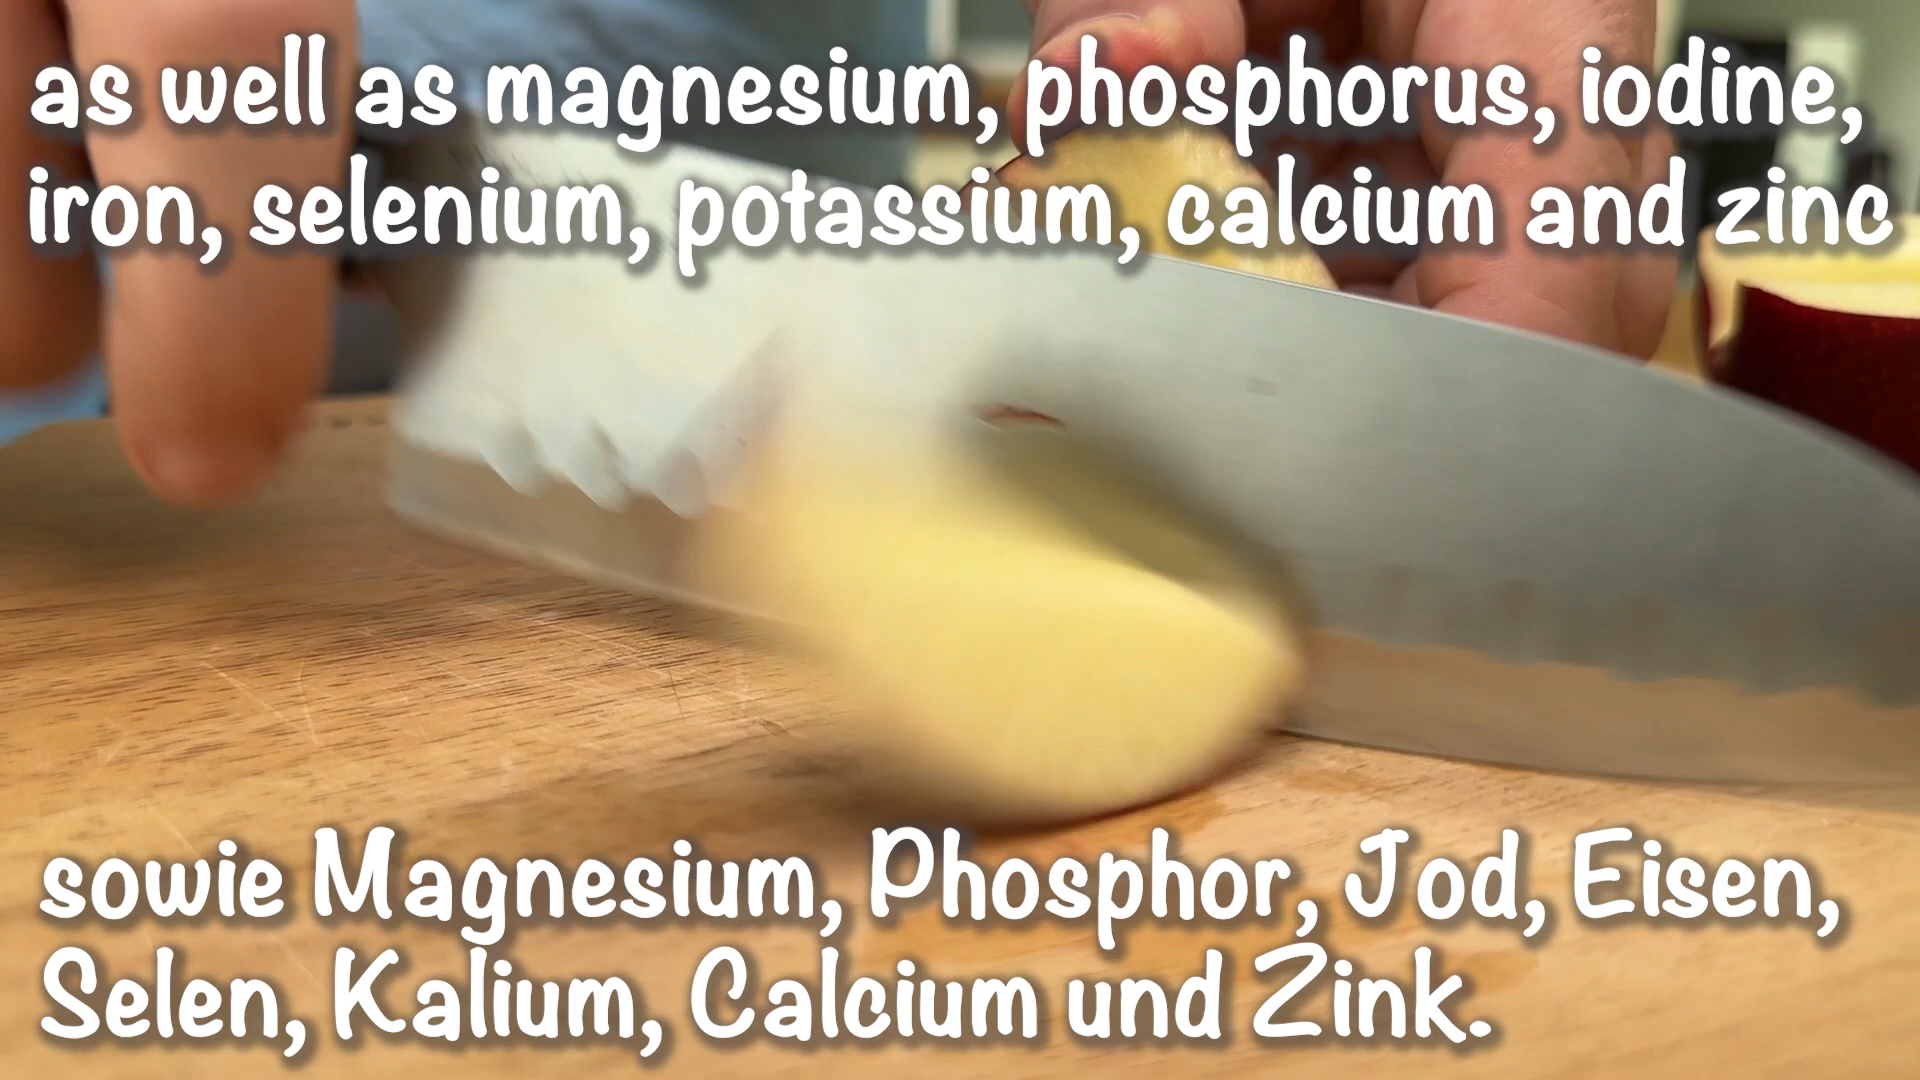 as well as magnesium, phosphorus, iodine,
iron, selenium, potassium, calcium and zinc
sowie Magnesium, Phosphor, Jod, Eisen,
Selen, Kalium, Calcium und Zink.